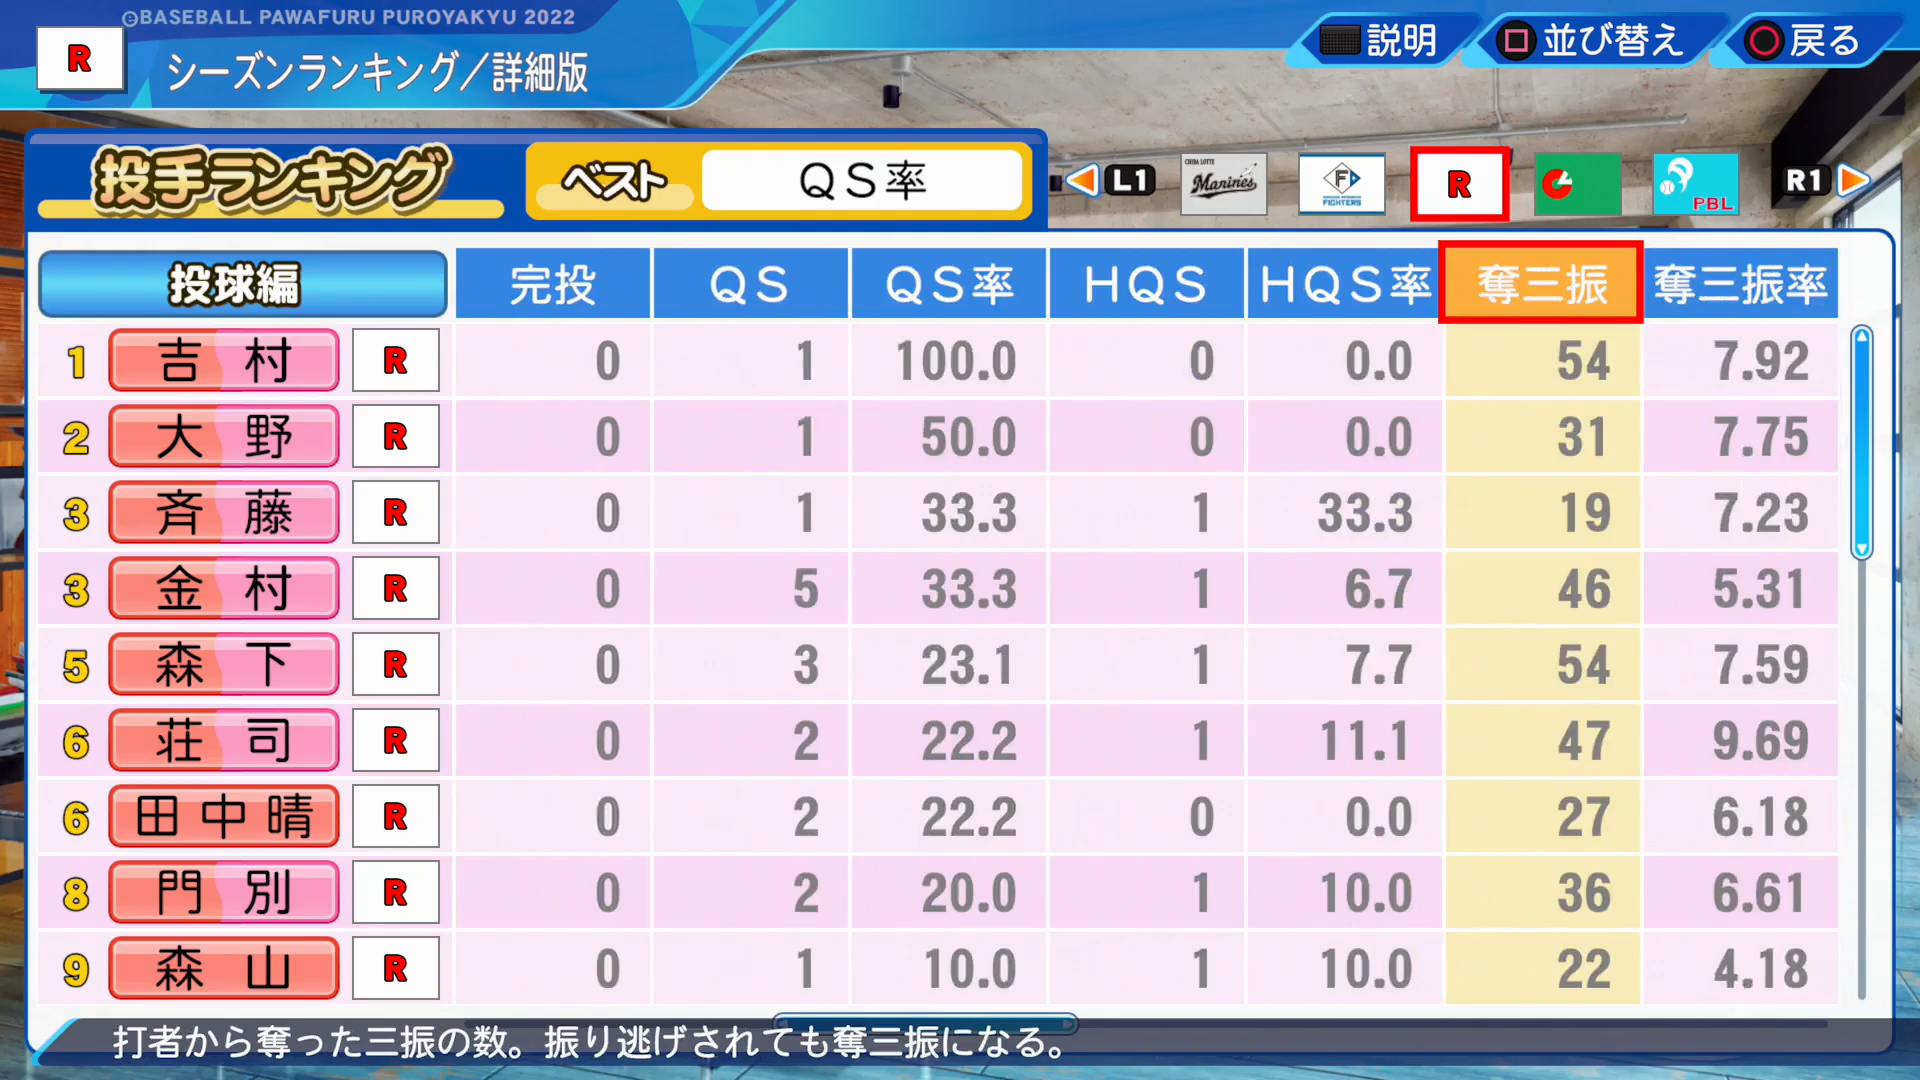 ⓔBASEBALL PAWAFURU PUROYAKYU 2022
R シーズンランキング／詳細版
説明 並び替え 戻る
投手ランキング ベスト QS率
L1 CHIBA LOTTE Marines F FIGHTERS R PBL R1
投球編 完投 QS QS率 HQS HQS率 奪三振 奪三振率
1 吉村 R 0 1 100.0 0 0.0 54 7.92
2 大野 R 0 1 50.0 0 0.0 31 7.75
3 斉藤 R 0 1 33.3 1 33.3 19 7.23
3 金村 R 0 5 33.3 1 6.7 46 5.31
5 森下 R 0 3 23.1 1 7.7 54 7.59
6 荘司 R 0 2 22.2 1 11.1 47 9.69
6 田中晴 R 0 2 22.2 0 0.0 27 6.18
8 門別 R 0 2 20.0 1 10.0 36 6.61
9 森山 R 0 1 10.0 1 10.0 22 4.18
打者から奪った三振の数。振り逃げされても奪三振になる。